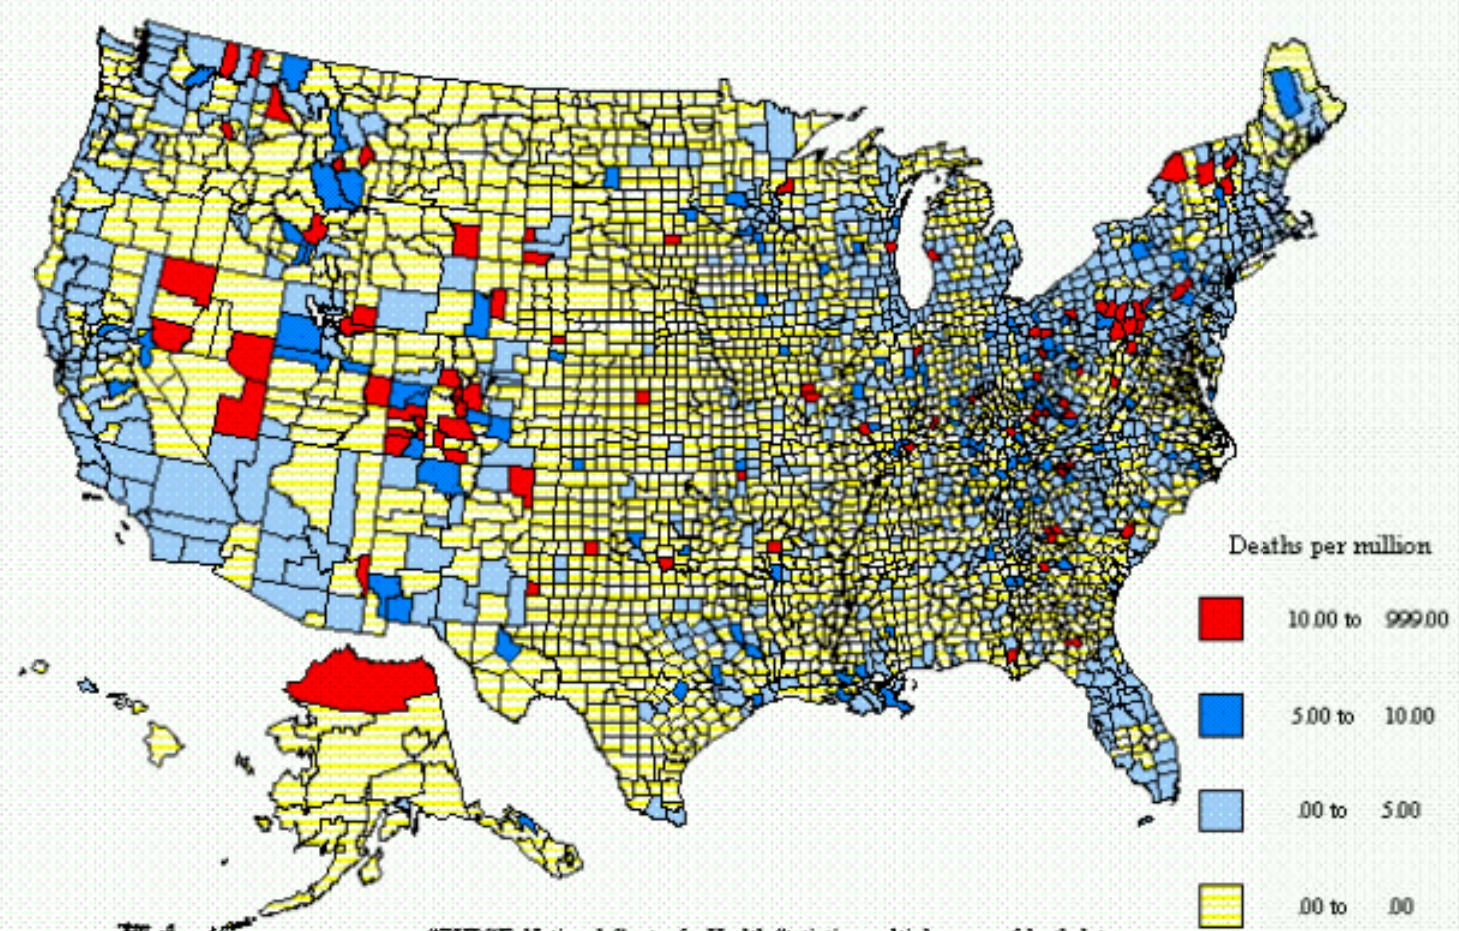 Deaths per million
10.00 to 999.00
5.00 to 10.00
.00 to 5.00
.00 to .00